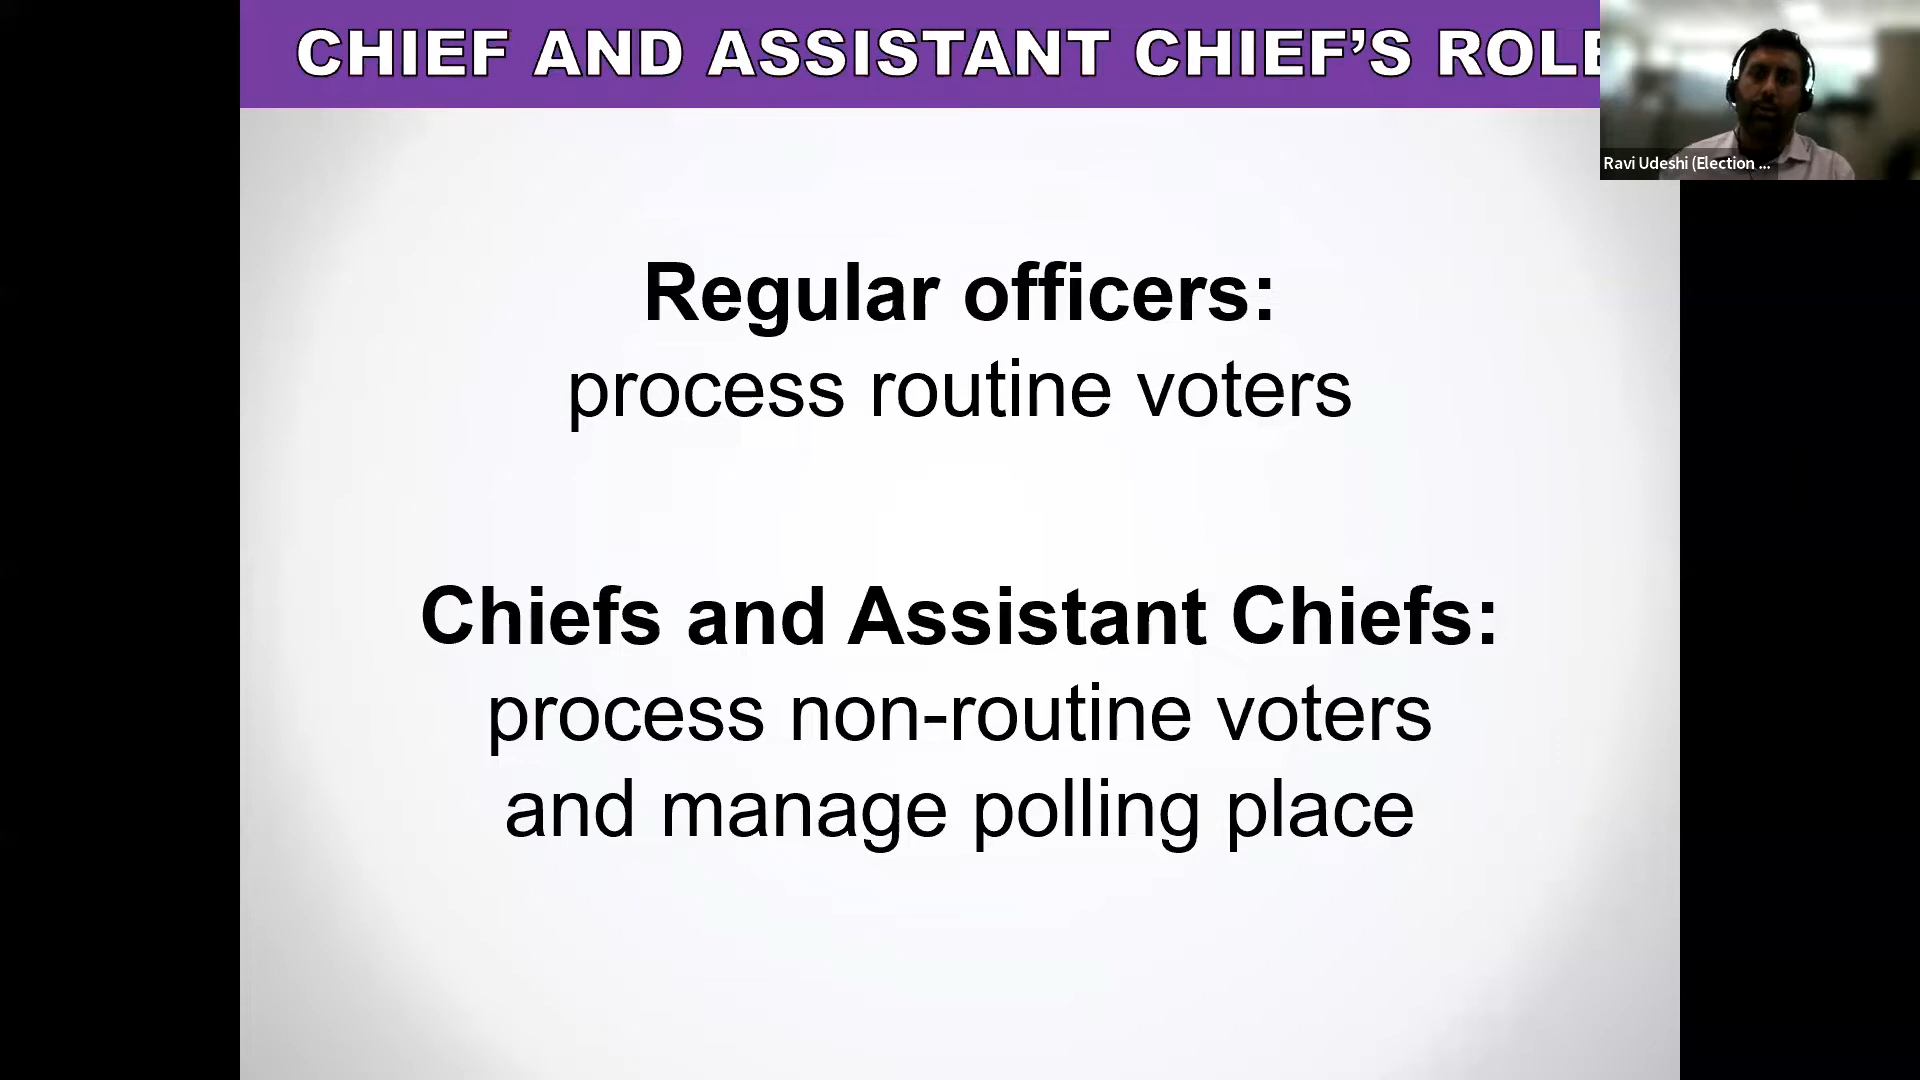 CHIEF AND ASSISTANT CHIEF’S ROLE
Ravi Udeshi (Election ...
Regular officers:
process routine voters
Chiefs and Assistant Chiefs:
process non-routine voters
and manage polling place